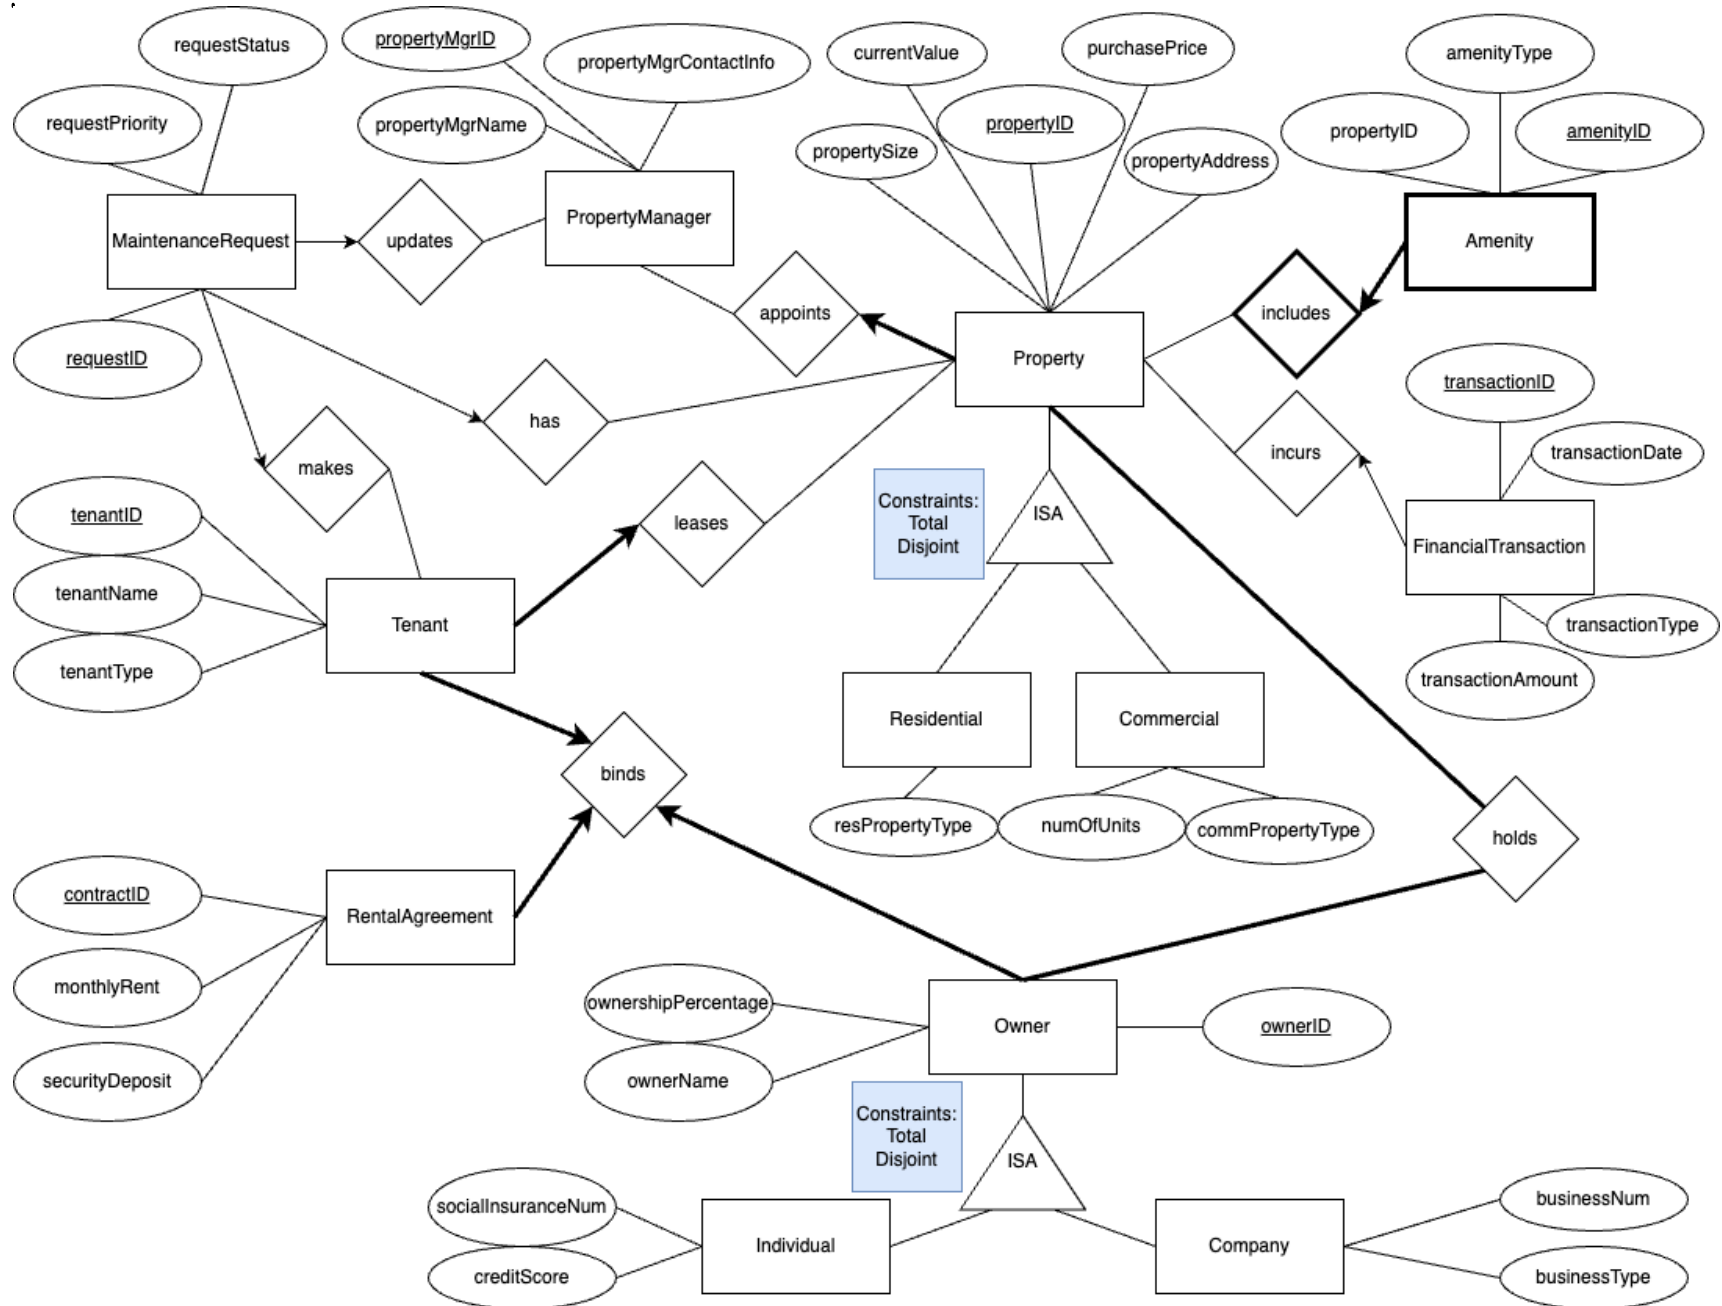 requestStatus
propertyMgrID
propertyMgrContactInfo
currentValue
purchasePrice
amenityType
requestPriority
propertyMgrName
propertySize
propertyID
propertyAddress
propertyID
amenityID
MaintenanceRequest
updates
PropertyManager
appoints
includes
Amenity
requestID
has
Property
transactionID
makes
leases
Constraints:
Total
Disjoint
ISA
incurs
transactionDate
tenantID
FinancialTransaction
tenantName
Tenant
transactionType
tenantType
transactionAmount
Residential
Commercial
binds
resPropertyType
numOfUnits
commPropertyType
holds
contractID
RentalAgreement
monthlyRent
ownershipPercentage
Owner
ownerID
securityDeposit
ownerName
Constraints:
Total
Disjoint
ISA
socialInsuranceNum
Individual
Company
businessNum
creditScore
businessType